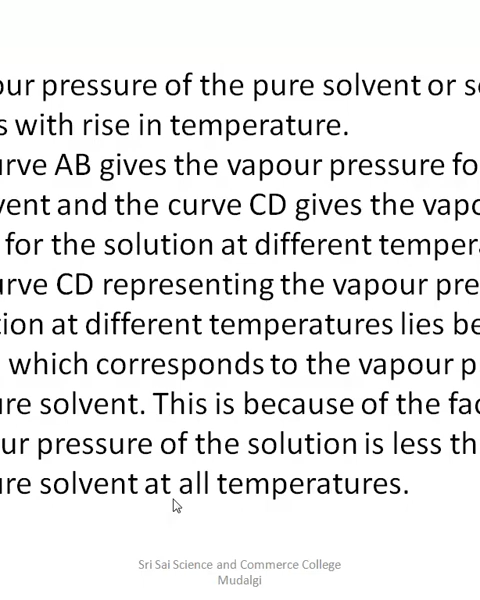 our pressure of the pure solvent or s
s with rise in temperature.
urve AB gives the vapour pressure fo
vent and the curve CD gives the vapo
for the solution at different temper
urve CD representing the vapour pre
tion at different temperatures lies be
which corresponds to the vapour p
ure solvent. This is because of the fac
ur pressure of the solution is less th
ure solvent at all temperatures.
Sri Sai Science and Commerce College
Mudalgi